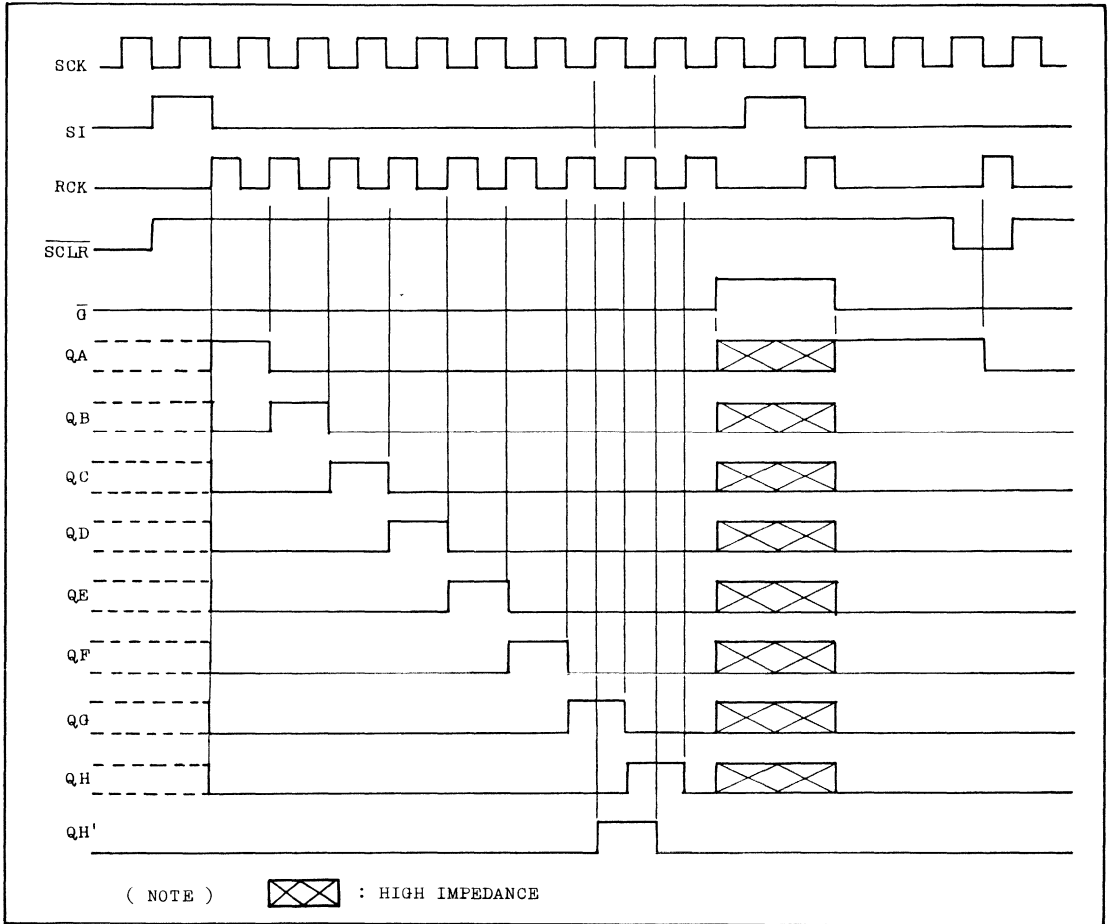 SCK
SI
RCK
SCLR
G
QA
QB
QC
QD
QE
QF
QG
QH
QH'
( NOTE ) : HIGH IMPEDANCE